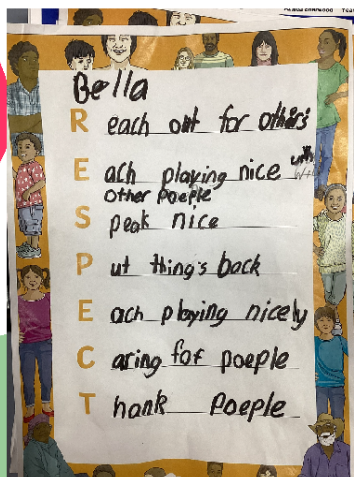 Bella
Reach out for others
Each playing nice with
other poeple
Speak nice
Put thing's back
Each playing nicely
Caring for poeple
Thank Poeple